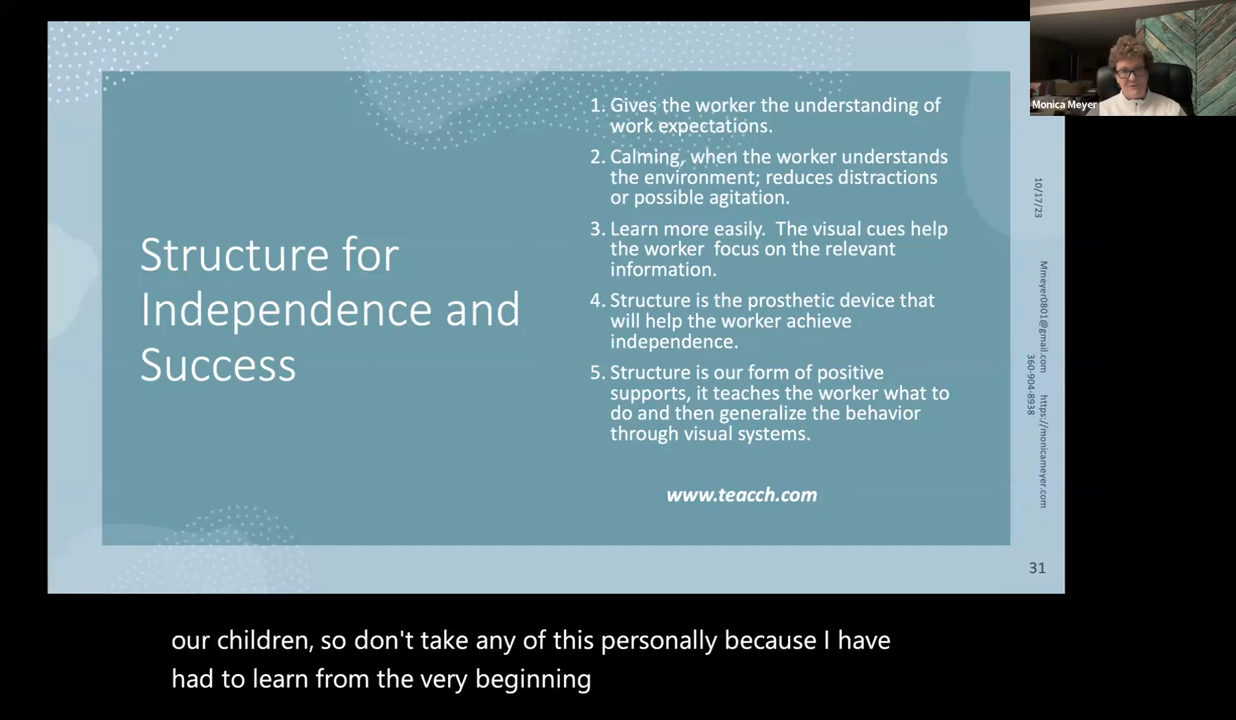 Structure for
Independence and
Success
1. Gives the worker the understanding of
work expectations.
2. Calming, when the worker understands
the environment; reduces distractions
or possible agitation.
3. Learn more easily.  The visual cues help
the worker  focus on the relevant
information.
4. Structure is the prosthetic device that
will help the worker achieve
independence.
5. Structure is our form of positive
supports, it teaches the worker what to
do and then generalize the behavior
through visual systems.
www.teacch.com
Monica Meyer
10/17/23
Mmeyer0801@gmail.com https://monicameyer.com
360-904-8938
31
our children, so don't take any of this personally because I have
had to learn from the very beginning